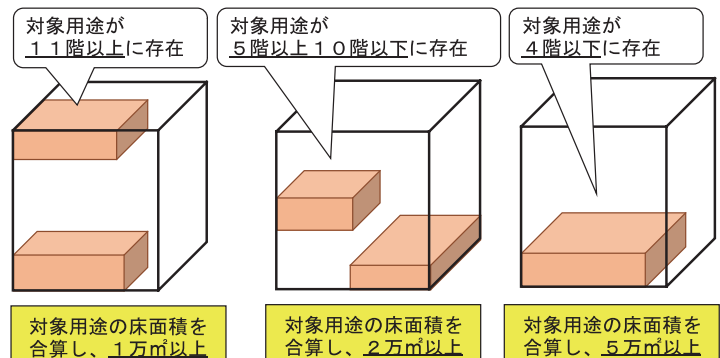 対象用途が
１１階以上に存在
対象用途が
５階以上１０階以下に存在
対象用途が
４階以下に存在
対象用途の床面積を
合算し、１万㎡以上
対象用途の床面積を
合算し、２万㎡以上
対象用途の床面積を
合算し、５万㎡以上